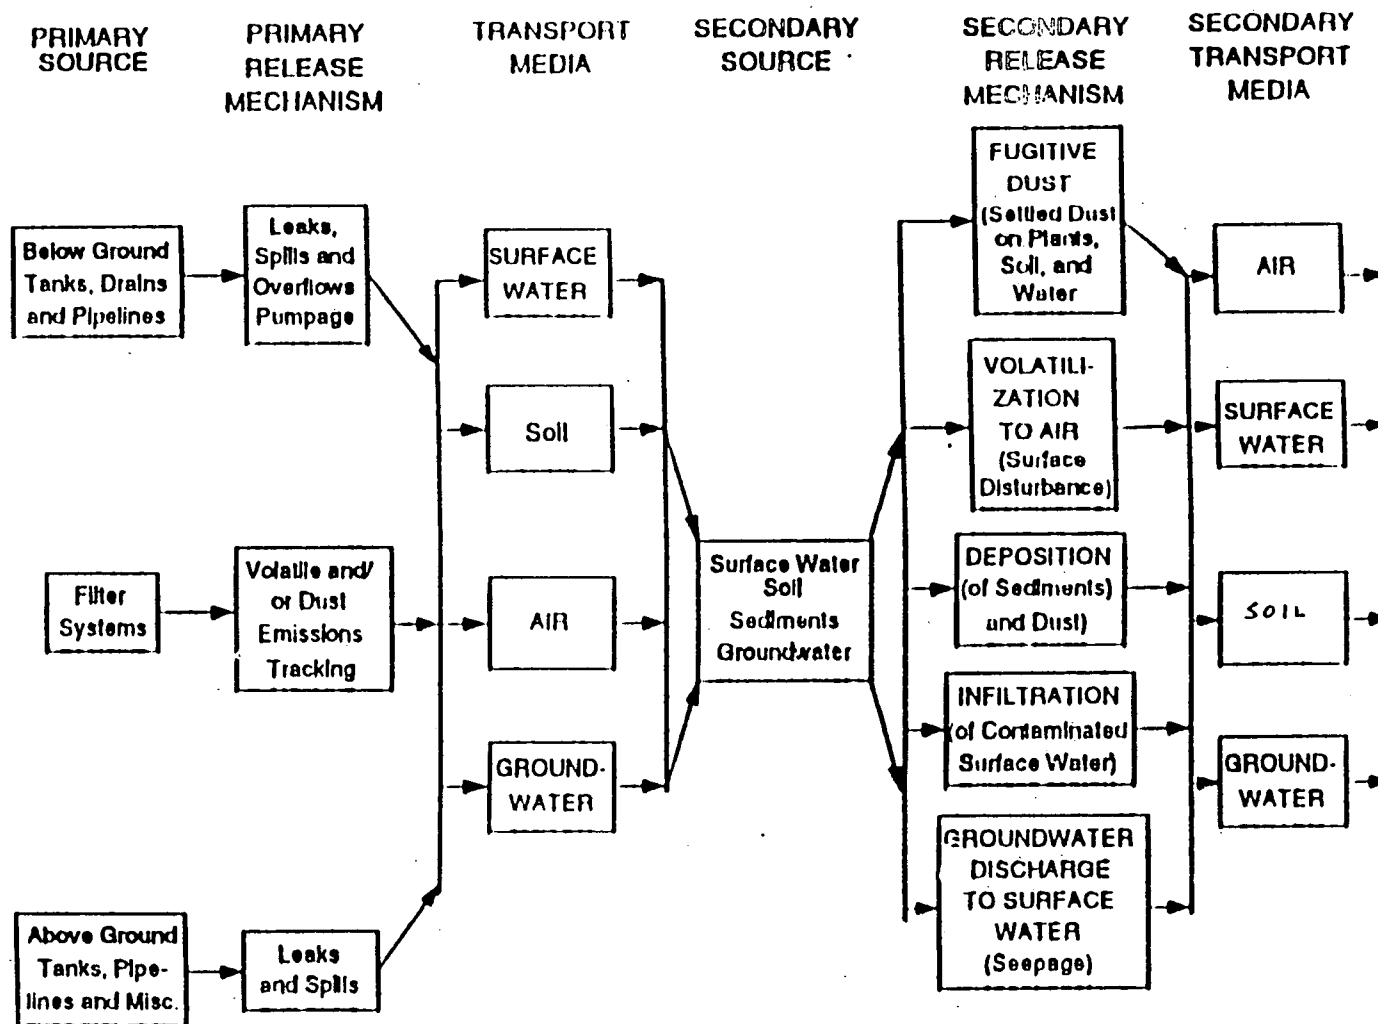 PRIMARY
SOURCE
PRIMARY
RELEASE
MECHANISM
TRANSPORT
MEDIA
SECONDARY
SOURCE
SECONDARY
RELEASE
MECHANISM
SECONDARY
TRANSPORT
MEDIA
Below Ground
Tanks, Drains
and Pipelines
Leaks,
Spills and
Overflows
Pumpage
Filter
Systems
Volatile and/
or Dust
Emissions
Tracking
Above Ground
Tanks, Pipe-
lines and Misc.
Leaks
and Spills
SURFACE
WATER
Soil
AIR
GROUND-
WATER
Surface Water
Soil
Sediments
Groundwater
FUGITIVE
DUST
(Settled Dust
on Plants,
Soil, and
Water
VOLATILI-
ZATION
TO AIR
(Surface
Disturbance)
DEPOSITION
(of Sediments)
and Dust)
INFILTRATION
(of Contaminated
Surface Water)
GROUNDWATER
DISCHARGE
TO SURFACE
WATER
(Seepage)
AIR
SURFACE
WATER
SOIL
GROUND-
WATER